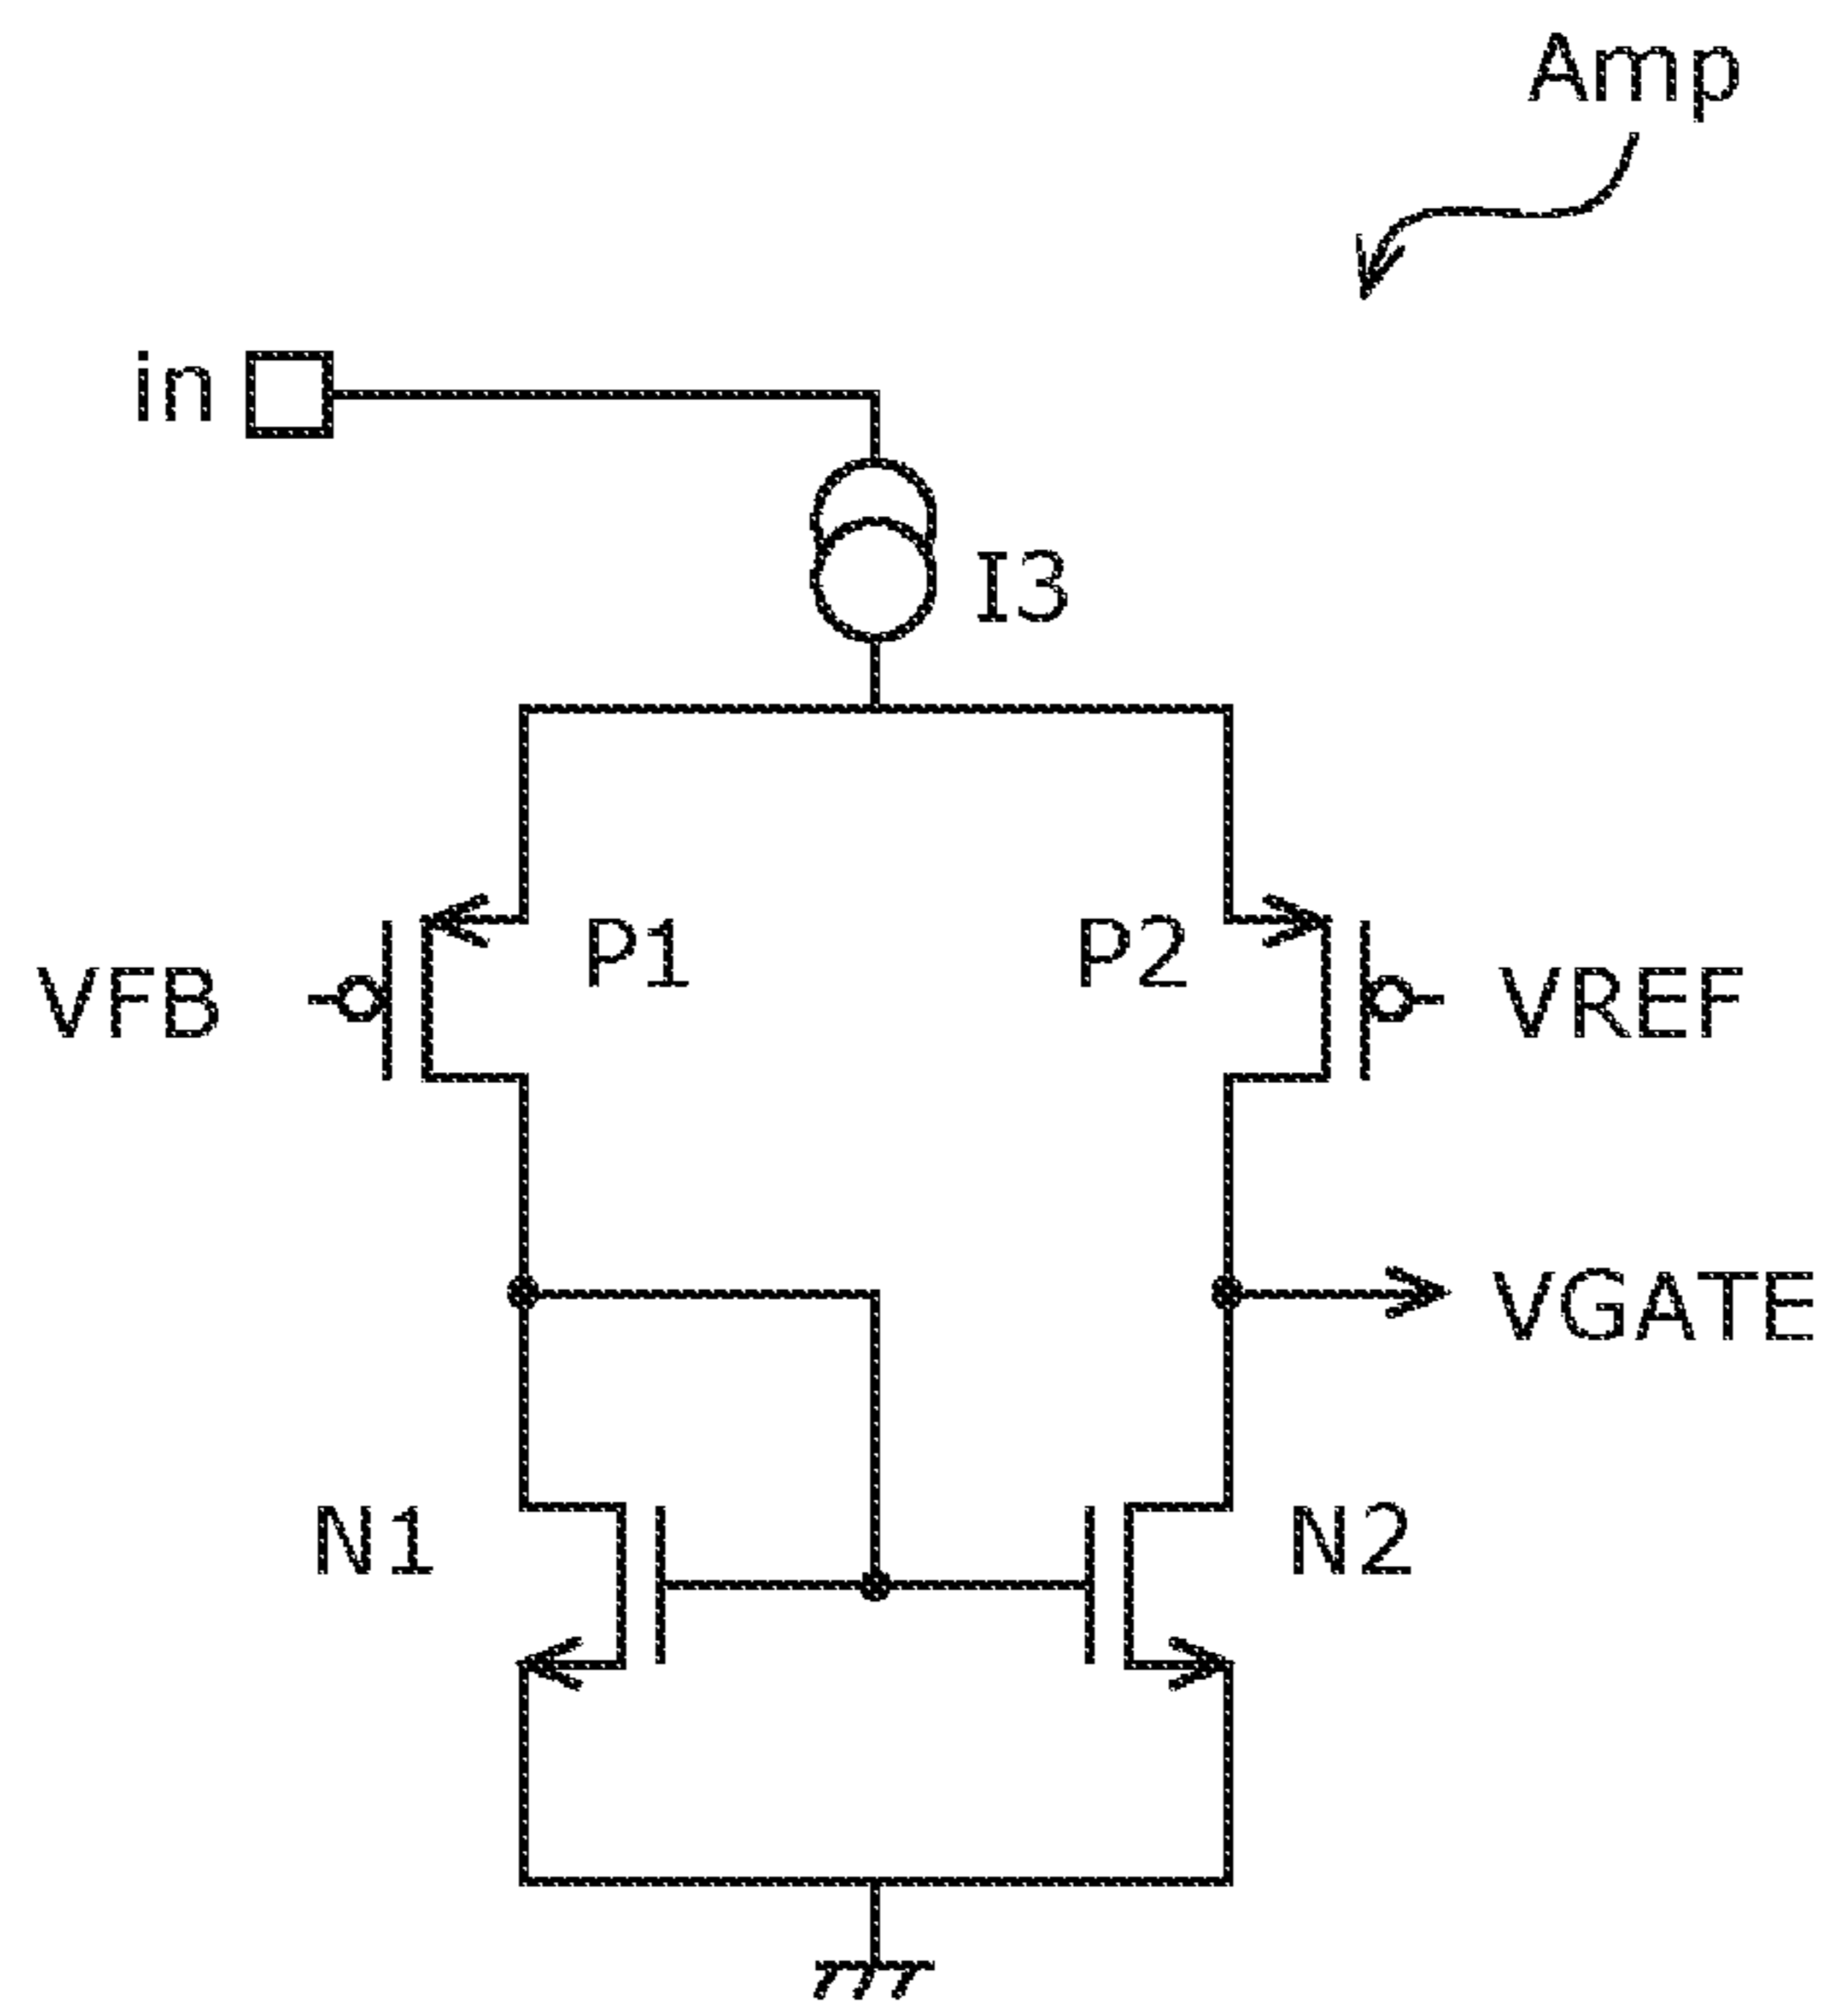 Amp
in
I3
P1
P2
VFB
VREF
VGATE
N1
N2